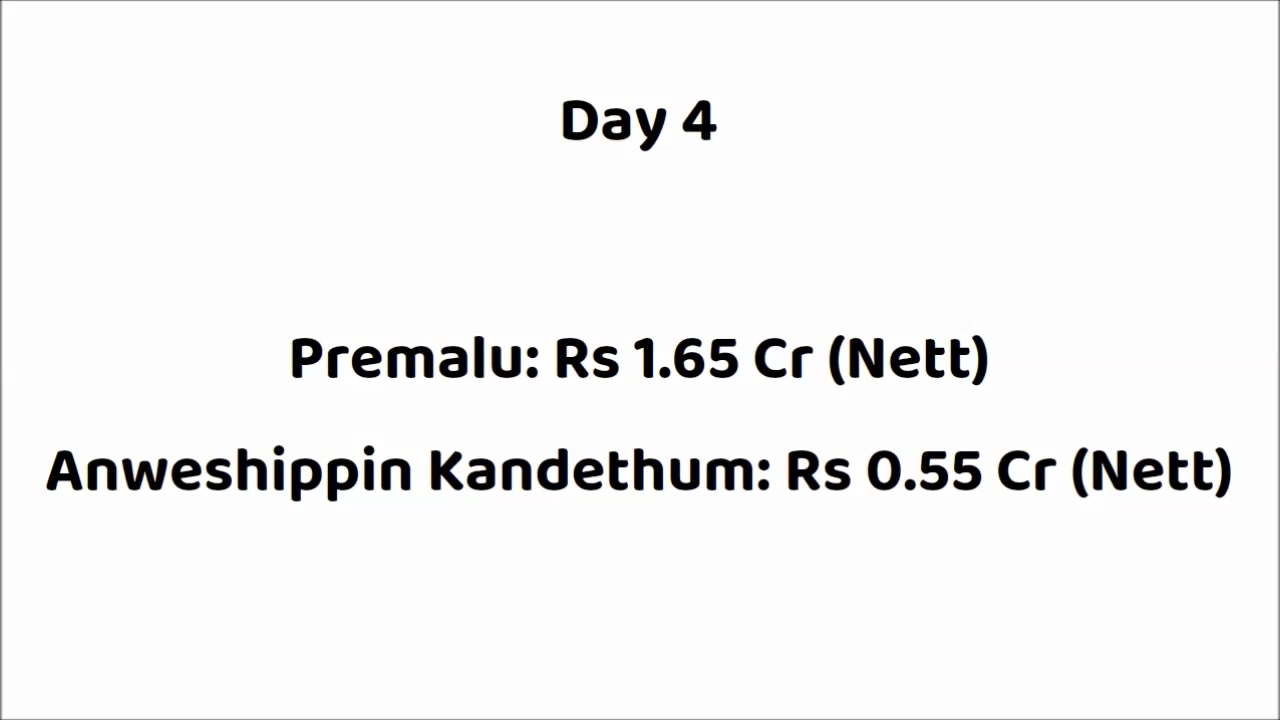 Day 4
Premalu: Rs 1.65 Cr (Nett)
Anweshippin Kandethum: Rs 0.55 Cr (Nett)